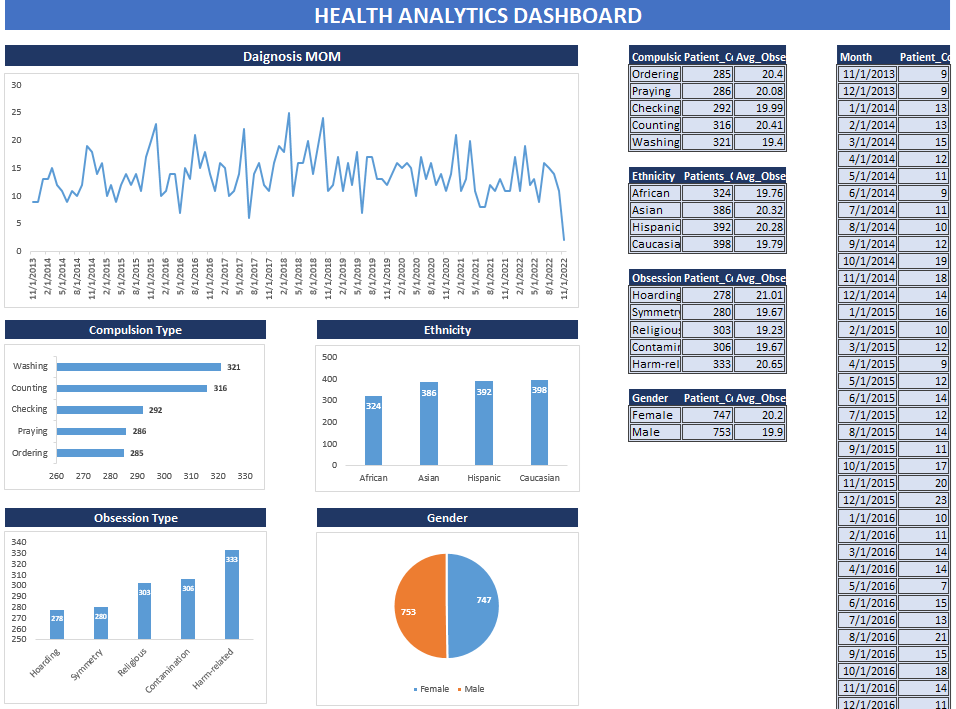 HEALTH ANALYTICS DASHBOARD
Daignosis MOM
30
25
20
15
10
5
0
11/1/2013 2/1/2014 5/1/2014 8/1/2014 11/1/2014 2/1/2015 5/1/2015 8/1/2015 11/1/2015 2/1/2016 5/1/2016 8/1/2016 11/1/2016 2/1/2017 5/1/2017 8/1/2017 11/1/2017 2/1/2018 5/1/2018 8/1/2018 11/1/2018 2/1/2019 5/1/2019 8/1/2019 11/1/2019 2/1/2020 5/1/2020 8/1/2020 11/1/2020 2/1/2021 5/1/2021 8/1/2021 11/1/2021 2/1/2022 5/1/2022 8/1/2022 11/1/2022
Compulsion Type
Washing 321
Counting 316
Checking 292
Praying 286
Ordering 285
260 270 280 290 300 310 320 330
Ethnicity
500
400
300
200
100
0
324 386 392 398
African Asian Hispanic Caucasian
Obsession Type
340
330
320
310
300
290
280
270
260
250
278 280 303 306 333
Hoarding Symmetry Religious Contamination Harm-related
Gender
753 747
Female Male
Compulsic Patient_Co Avg_Obse
Ordering 285 20.4
Praying 286 20.08
Checking 292 19.99
Counting 316 20.41
Washing 321 19.4
Ethnicity Patients_C Avg_Obse
African 324 19.76
Asian 386 20.32
Hispanic 392 20.28
Caucasia 398 19.79
Obsession Patient_Co Avg_Obse
Hoarding 278 21.01
Symmetr 280 19.67
Religious 303 19.23
Contamir 306 19.67
Harm-rel 333 20.65
Gender Patient_Co Avg_Obse
Female 747 20.2
Male 753 19.9
Month Patient_Co
11/1/2013 9
12/1/2013 9
1/1/2014 13
2/1/2014 13
3/1/2014 15
4/1/2014 12
5/1/2014 11
6/1/2014 9
7/1/2014 11
8/1/2014 10
9/1/2014 12
10/1/2014 19
11/1/2014 18
12/1/2014 14
1/1/2015 16
2/1/2015 10
3/1/2015 12
4/1/2015 9
5/1/2015 12
6/1/2015 14
7/1/2015 12
8/1/2015 14
9/1/2015 11
10/1/2015 17
11/1/2015 20
12/1/2015 23
1/1/2016 10
2/1/2016 11
3/1/2016 14
4/1/2016 14
5/1/2016 7
6/1/2016 15
7/1/2016 13
8/1/2016 21
9/1/2016 15
10/1/2016 18
11/1/2016 14
12/1/2016 11